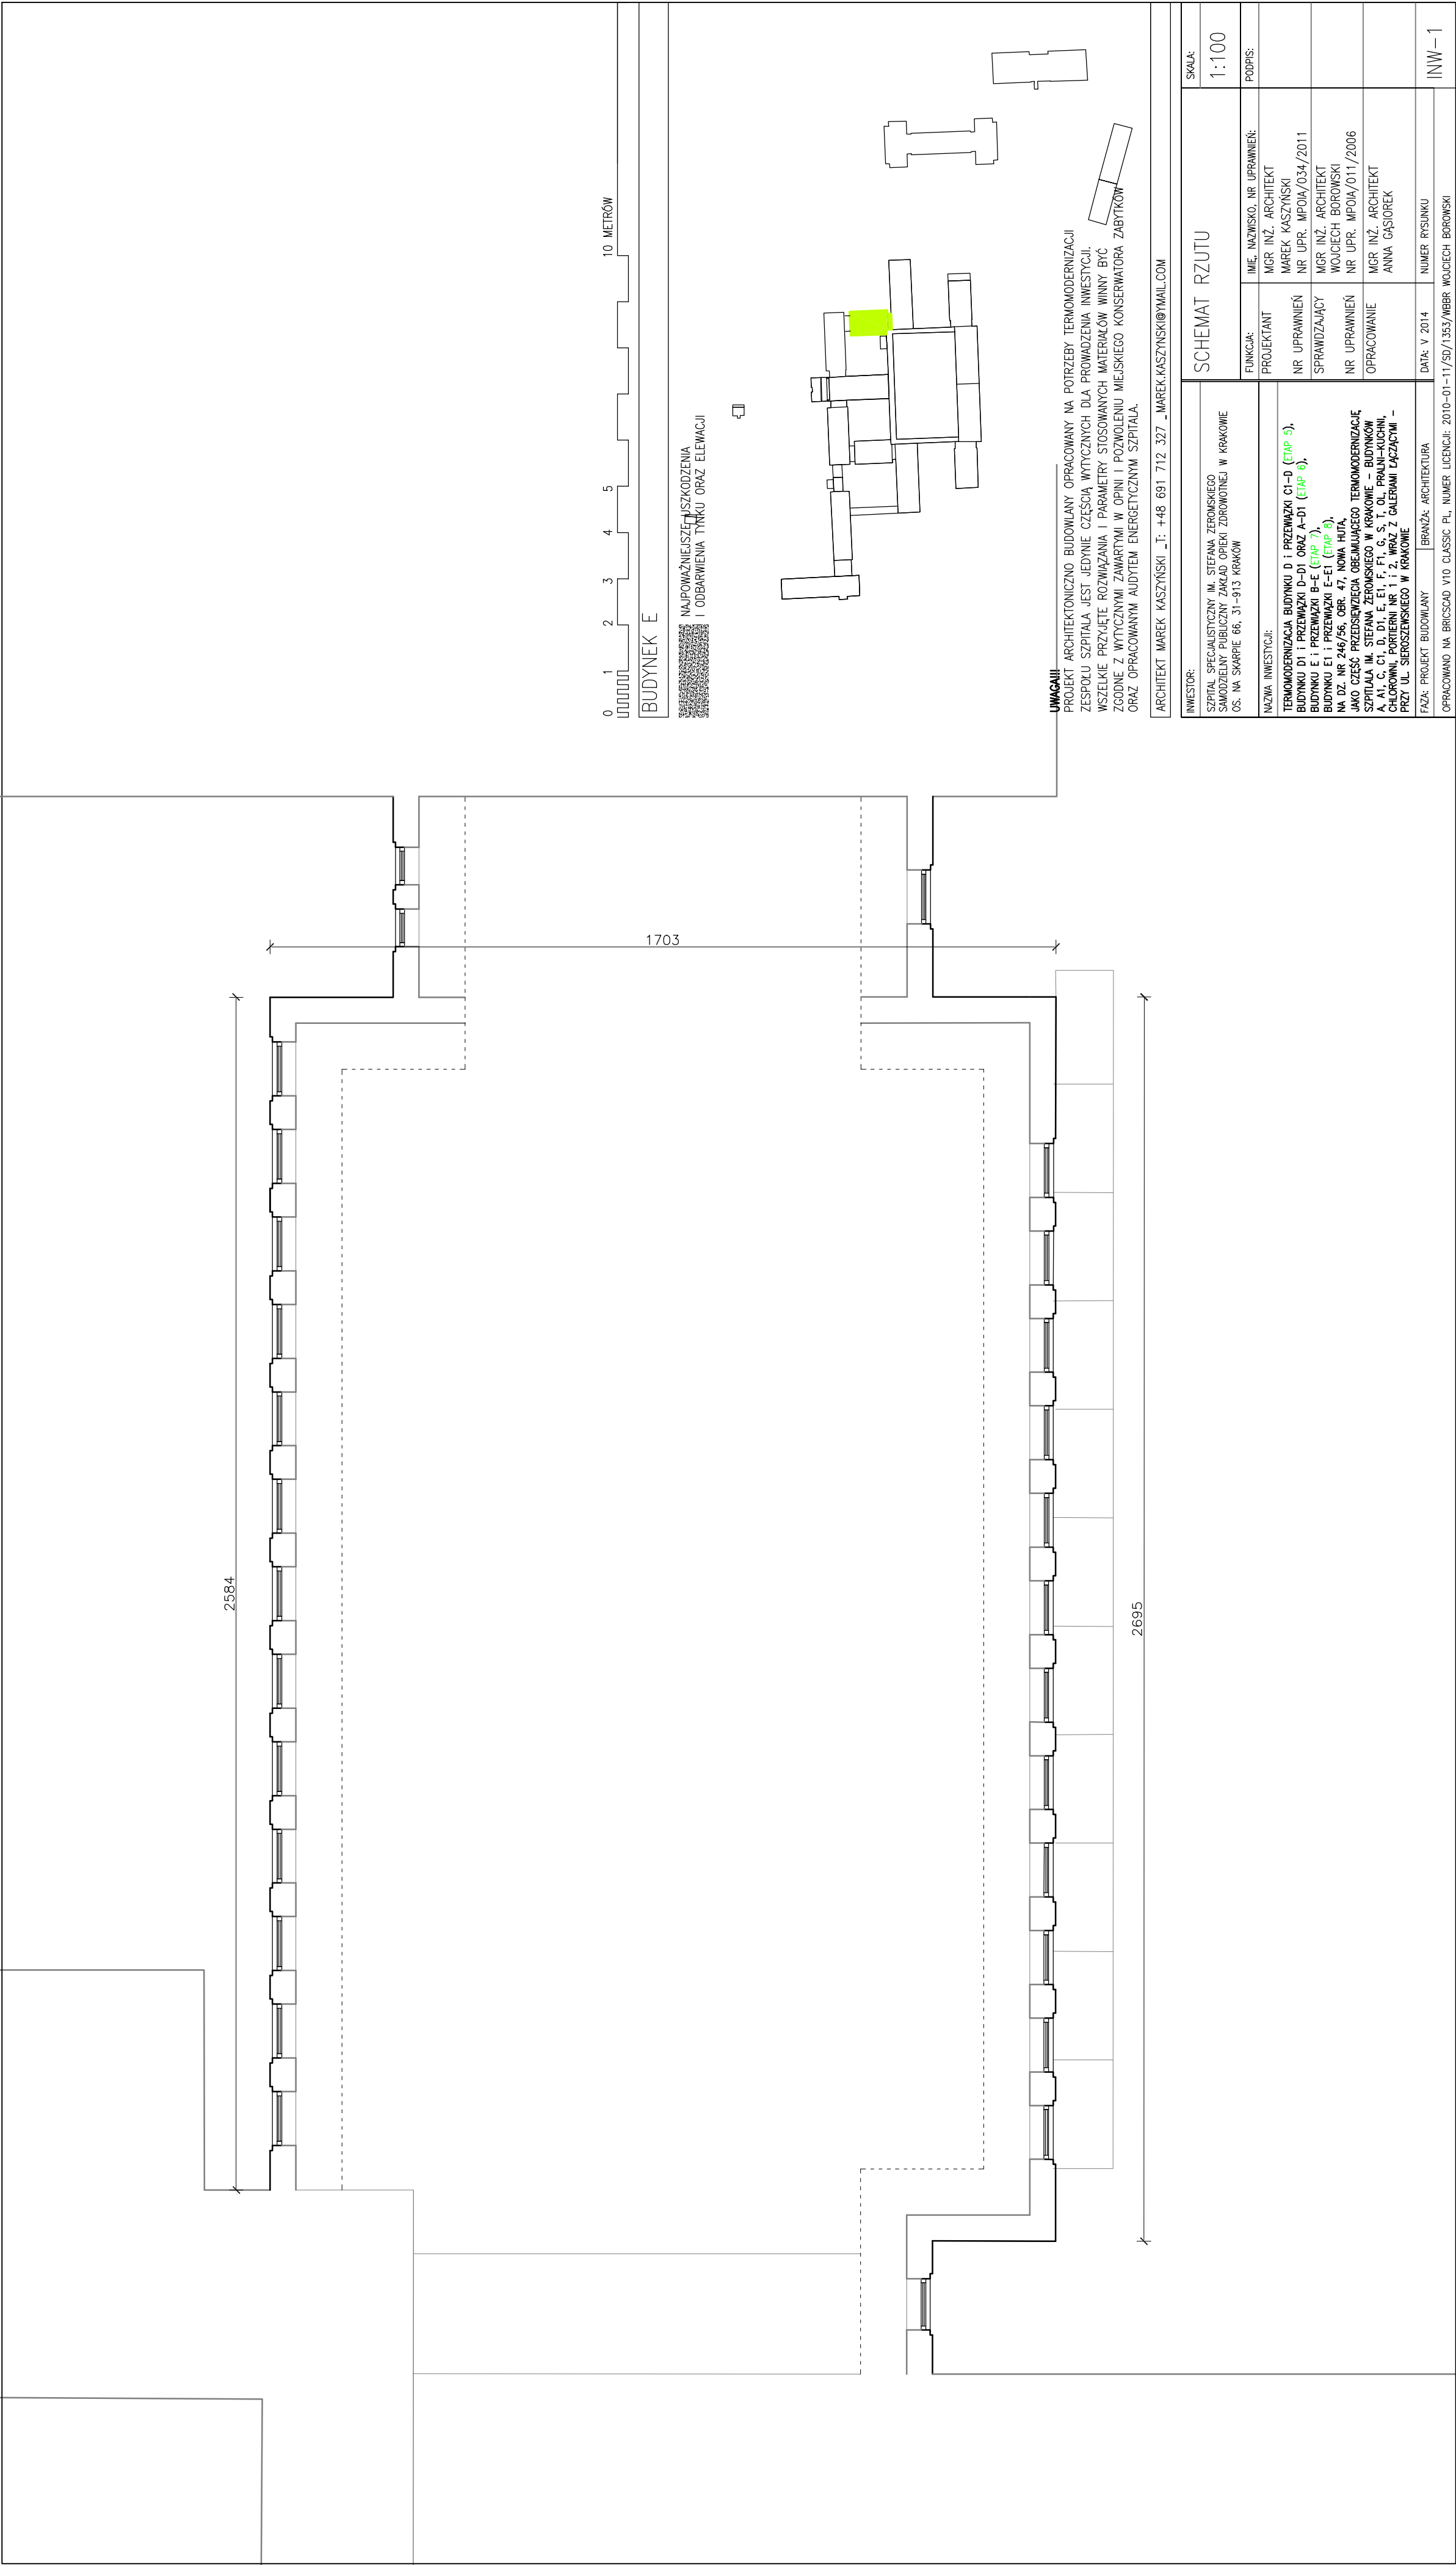 2584
1703
2695
0 1 2 3 4 5 10 METRÓW
BUDYNEK E
NAJPOWAŻNIEJSZE USZKODZENIA
I ODBARWIENIA TYNKU ORAZ ELEWACJI
UWAGA!!!
PROJEKT ARCHITEKTONICZNO BUDOWLANY OPRACOWANY NA POTRZEBY TERMOMODERNIZACJI
ZESPOŁU SZPITALA JEST JEDYNIE CZĘŚCIĄ WYTYCZNYCH DLA PROWADZENIA INWESTYCJI.
WSZELKIE PRZYJĘTE ROZWIĄZANIA I PARAMETRY STOSOWANYCH MATERIAŁÓW WINNY BYĆ
ZGODNE Z WYTYCZNYMI ZAWARTYMI W OPINI I POZWOLENIU MIEJSKIEGO KONSERWATORA ZABYTKÓW
ORAZ OPRACOWANYM AUDYTEM ENERGETYCZNYM SZPITALA.
ARCHITEKT MAREK KASZYŃSKI _T: +48 691 712 327 _MAREK.KASZYNSKI@YMAIL.COM
INWESTOR:
SZPITAL SPECJALISTYCZNY IM. STEFANA ŻEROMSKIEGO
SAMODZIELNY PUBLICZNY ZAKŁAD OPIEKI ZDROWOTNEJ W KRAKOWIE
OS. NA SKARPIE 66, 31-913 KRAKÓW
NAZWA INWESTYCJI:
TERMOMODERNIZACJA BUDYNKU D i PRZEWIĄZKI C1-D (ETAP 5),
BUDYNKU D1 i PRZEWIĄZKI D-D1 ORAZ A-D1 (ETAP 6),
BUDYNKU E i PRZEWIĄZKI B-E (ETAP 7),
BUDYNKU E1 i PRZEWIĄZKI E-E1 (ETAP 8),
NA DZ. NR 246/56, OBR. 47, NOWA HUTA,
JAKO CZĘŚĆ PRZEDSIĘWZIĘCIA OBEJMUJĄCEGO TERMOMODERNIZACJĘ
SZPITALA IM. STEFANA ŻEROMSKIEGO W KRAKOWIE - BUDYNKÓW
A, A1, C, C1, D, D1, E, E1, F, F1, G, S, T, OL, PRALNI-KUCHNI,
CHLOROWNI, PORTIERNI NR 1 i 2, WRAZ Z GALERIAMI ŁĄCZĄCYMI -
PRZY UL. SIEROSZEWSKIEGO W KRAKOWIE
FAZA: PROJEKT BUDOWLANY
BRANŻA: ARCHITEKTURA
SCHEMAT RZUTU
SKALA:
1:100
FUNKCJA:
IMIĘ, NAZWISKO, NR UPRAWNIEŃ:
PODPIS:
PROJEKTANT
MGR INŻ. ARCHITEKT
MAREK KASZYŃSKI
NR UPRAWNIEŃ
NR UPR. MPOIA/034/2011
SPRAWDZAJĄCY
MGR INŻ. ARCHITEKT
WOJCIECH BOROWSKI
NR UPRAWNIEŃ
NR UPR. MPOIA/011/2006
OPRACOWANIE
MGR INŻ. ARCHITEKT
ANNA GĄSIOREK
DATA: V 2014
NUMER RYSUNKU
INW-1
OPRACOWANO NA BRICSCAD V10 CLASSIC PL, NUMER LICENCJI: 2010-01-11/SD/1353/WBBR WOJCIECH BOROWSKI